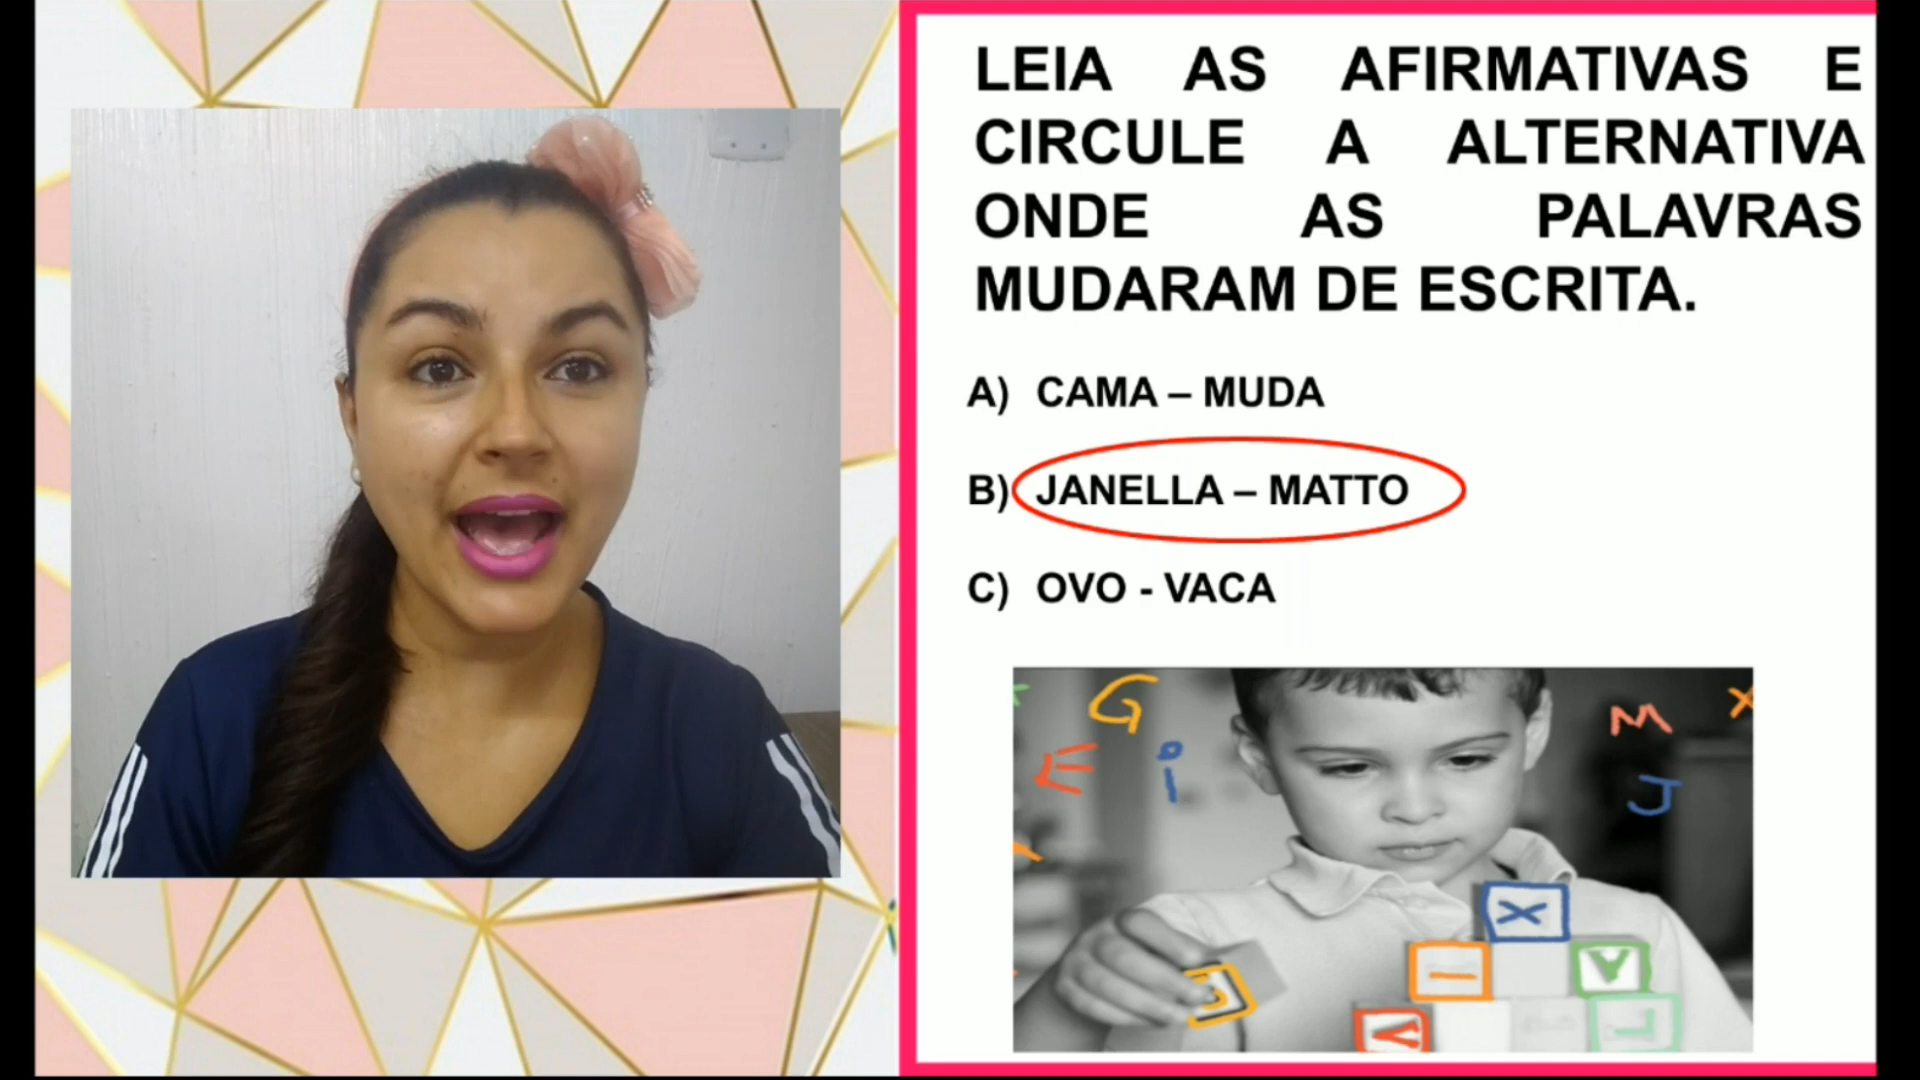 LEIA AS AFIRMATIVAS E
CIRCULE A ALTERNATIVA
ONDE AS PALAVRAS
MUDARAM DE ESCRITA.
A) CAMA – MUDA
B) JANELLA – MATTO
C) OVO - VACA
G
M
X
E
i
J
X
A
L